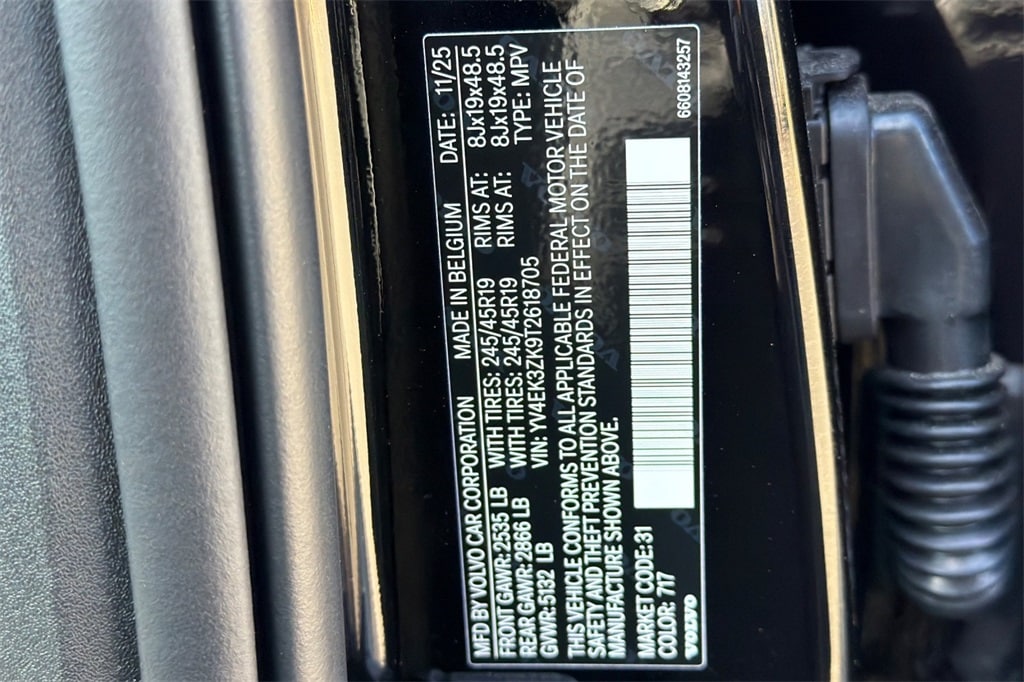 MFD BY VOLVO CAR CORPORATION MADE IN BELGIUM DATE: 11/25
FRONT GAWR: 2535 LB WITH TIRES: 245/45R19 RIMS AT: 8Jx19x48.5
REAR GAWR: 2866 LB WITH TIRES: 245/45R19 RIMS AT: 8Jx19x48.5
GVWR: 5132 LB VIN: YV4EK3ZK9T2618705 TYPE: MPV
THIS VEHICLE CONFORMS TO ALL APPLICABLE FEDERAL MOTOR VEHICLE
SAFETY AND THEFT PREVENTION STANDARDS IN EFFECT ON THE DATE OF
MANUFACTURE SHOWN ABOVE.
MARKET CODE: 31
COLOR: 717
VOLVO
6608143257